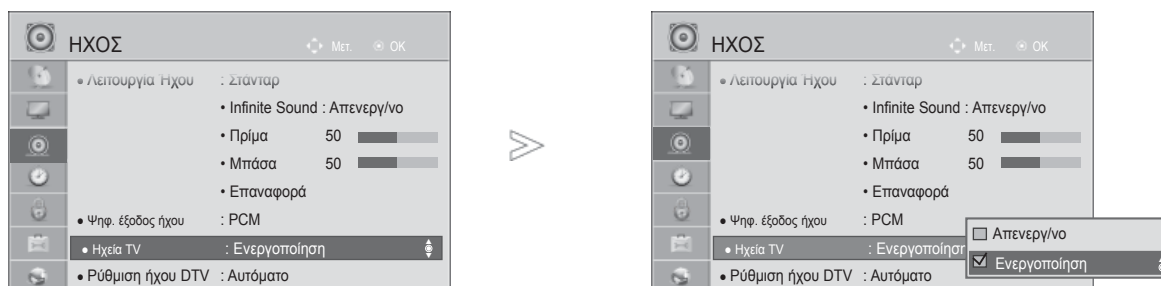 ΗΧΟΣ Μετ. OK
• Λειτουργία Ήχου : Στάνταρ
• Infinite Sound : Απενεργ/νο
• Πρίμα 50
• Μπάσα 50
• Επαναφορά
• Ψηφ. έξοδος ήχου : PCM
• Ηχεία TV : Ενεργοποίηση
• Ρύθμιση ήχου DTV : Αυτόματο
>
ΗΧΟΣ Μετ. OK
• Λειτουργία Ήχου : Στάνταρ
• Infinite Sound : Απενεργ/νο
• Πρίμα 50
• Μπάσα 50
• Επαναφορά
• Ψηφ. έξοδος ήχου : PCM
• Ηχεία TV : Ενεργοποίησ
Απενεργ/νο
Ενεργοποίηση
• Ρύθμιση ήχου DTV : Αυτόματο